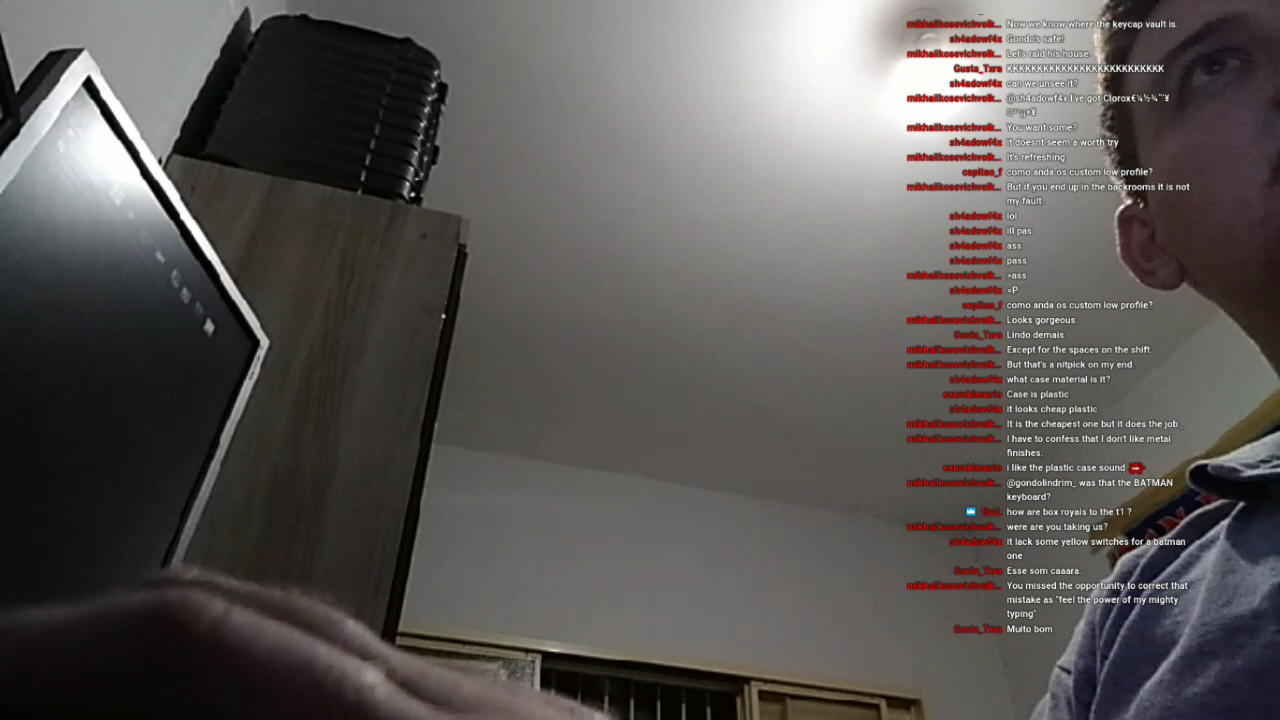 mikhailkosevichvolk... Now we know where the keycap vault is.
sh4adowf4x Gondo's safe!
mikhailkosevichvolk... Let's raid his house.
Gusta_Txra KKKKKKKKKKKKKKKKKKKKKKKKKK
sh4adowf4x can we unsee it?
mikhailkosevichvolk... @sh4adowf4x I've got Clorox
mikhailkosevichvolk... You want some?
sh4adowf4x it doesnt seem a worth try
mikhailkosevichvolk... It's refreshing
capitao_f como anda os custom low profile?
mikhailkosevichvolk... But if you end up in the backrooms it is not
my fault.
sh4adowf4x lol
sh4adowf4x ill pas
sh4adowf4x ass
sh4adowf4x pass
mikhailkosevichvolk... >ass
sh4adowf4x =P
capitao_f como anda os custom low profile?
mikhailkosevichvolk... Looks gorgeous.
Gusta_Txra Lindo demais
mikhailkosevichvolk... Except for the spaces on the shift.
mikhailkosevichvolk... But that's a nitpick on my end.
sh4adowf4x what case material is it?
Case is plastic
sh4adowf4x it looks cheap plastic
mikhailkosevichvolk... It is the cheapest one but it does the job.
mikhailkosevichvolk... I have to confess that I don't like metal
finishes.
i like the plastic case sound
mikhailkosevichvolk... @gondolindrim_ was that the BATMAN
keyboard?
how are box royals to the t1 ?
mikhailkosevichvolk... were are you taking us?
sh4adowf4x it lack some yellow switches for a batman
one
Gusta_Txra Esse som caaara..
mikhailkosevichvolk... You missed the opportunity to correct that
mistake as "feel the power of my mighty
typing"
Gusta_Txra Muito bom